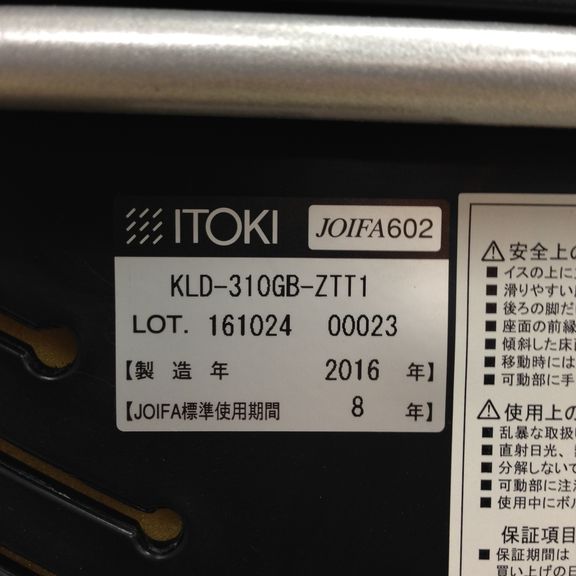 ITOKI JOIFA602
KLD-310GB-ZTT1
LOT. 161024 00023
【製造年 2016 年】
【JOIFA標準使用期間 8 年】
⚠安全上の
■イスの上に
■滑りやすい
■後ろの脚だ
■座面の前縁
■傾斜した床
■移動時には
■可動部に手
⚠使用上の
■乱暴な取扱
■直射日光、
■分解しない
■可動部に注
■使用中にボ
保証項目
■保証期間は
買い上げの日